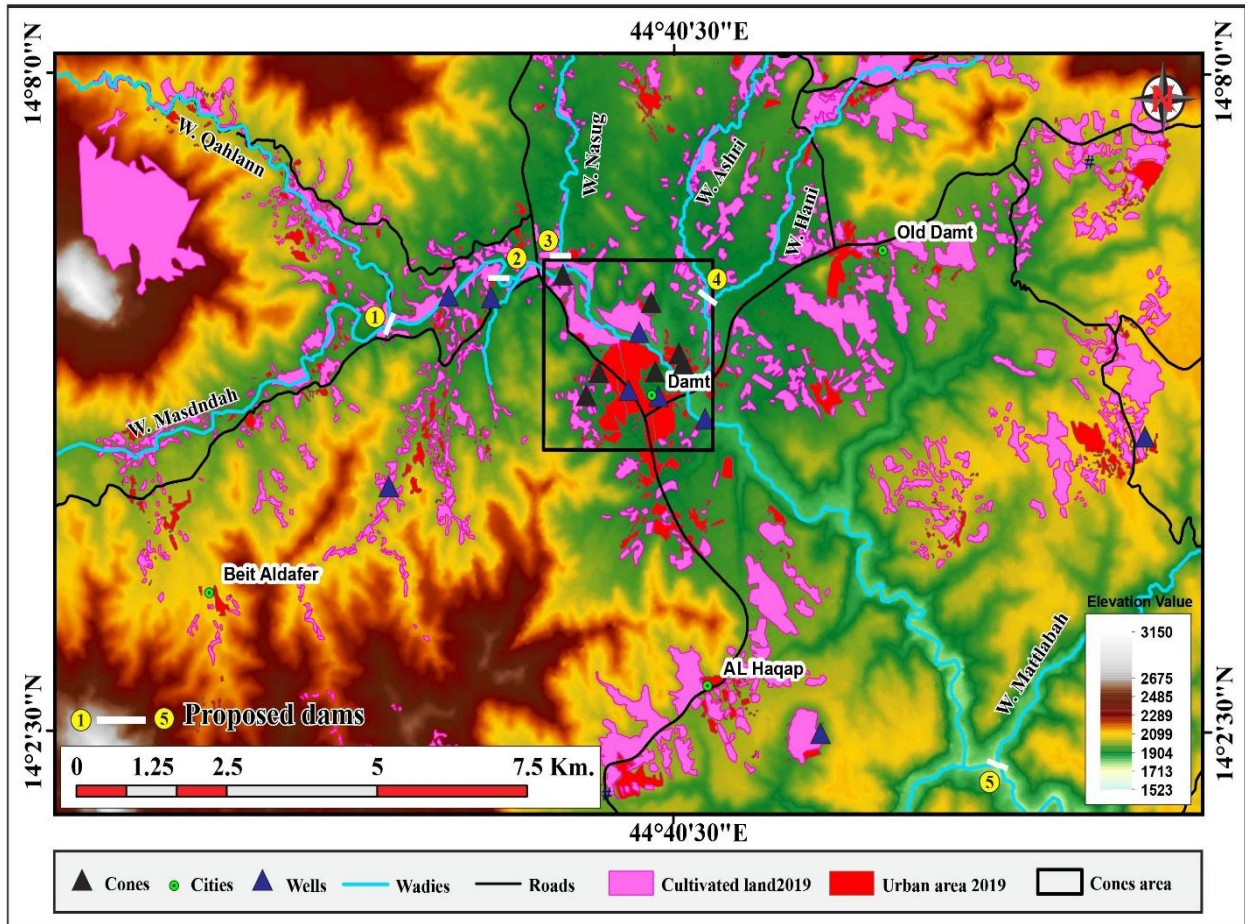 44°40'30"E
14°8'0"N
14°8'0"N
N
W. Qahlann
W. Nasug
W. Ashri
W. Hani
#
Old Damt
3
2
4
1
Damt
W. Masdndah
Beit Aldafer
Elevation Value
3150
2675
2485
2289
2099
1904
1713
1523
W. Mattlabah
AL Haqap
1 5 Proposed dams
0 1.25 2.5 5 7.5 Km.
#
5
14°2'30"N
14°2'30"N
44°40'30"E
Cones Cities Wells Wadies Roads Cultivated land2019 Urban area 2019 Cones area